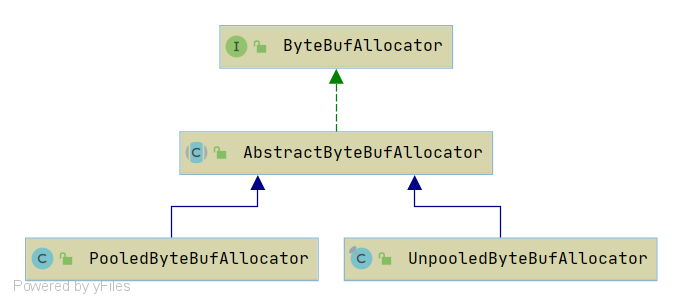 I ByteBufAllocator
C AbstractByteBufAllocator
C PooledByteBufAllocator
C UnpooledByteBufAllocator
Powered by yFiles